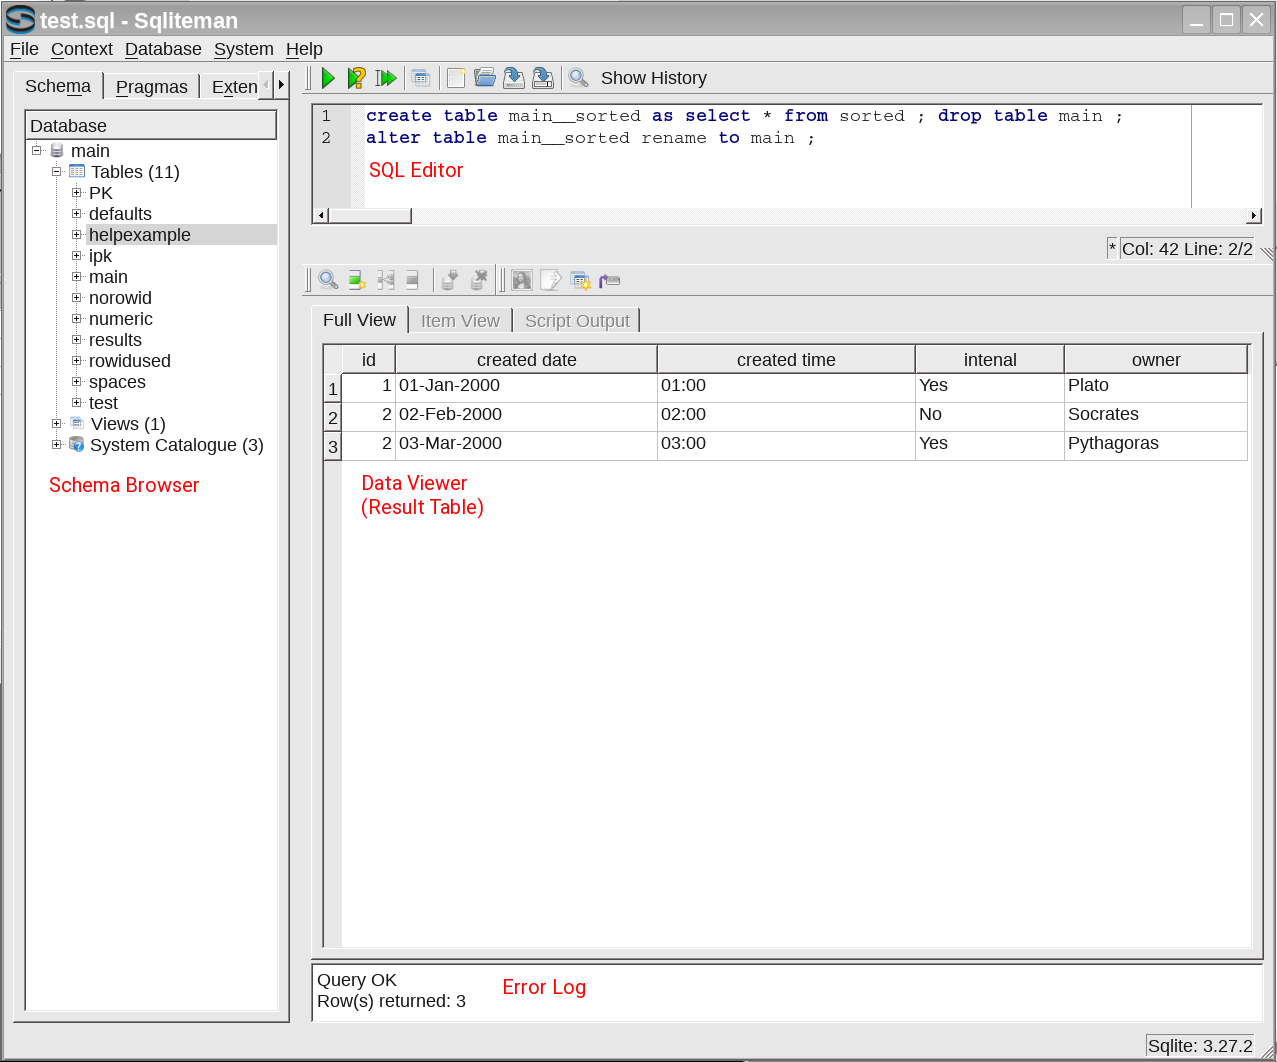 test.sql - Sqliteman
File Context Database System Help
Schema Pragmas Exten
Show History
Database
main
Tables (11)
PK
defaults
helpexample
ipk
main
norowid
numeric
results
rowidused
spaces
test
Views (1)
System Catalogue (3)
Schema Browser
1 create table main__sorted as select * from sorted ; drop table main ;
2 alter table main__sorted rename to main ;
SQL Editor
* Col: 42 Line: 2/2
Full View Item View Script Output
id created date created time intenal owner
1 1 01-Jan-2000 01:00 Yes Plato
2 2 02-Feb-2000 02:00 No Socrates
3 2 03-Mar-2000 03:00 Yes Pythagoras
Data Viewer
(Result Table)
Query OK
Row(s) returned: 3
Error Log
Sqlite: 3.27.2